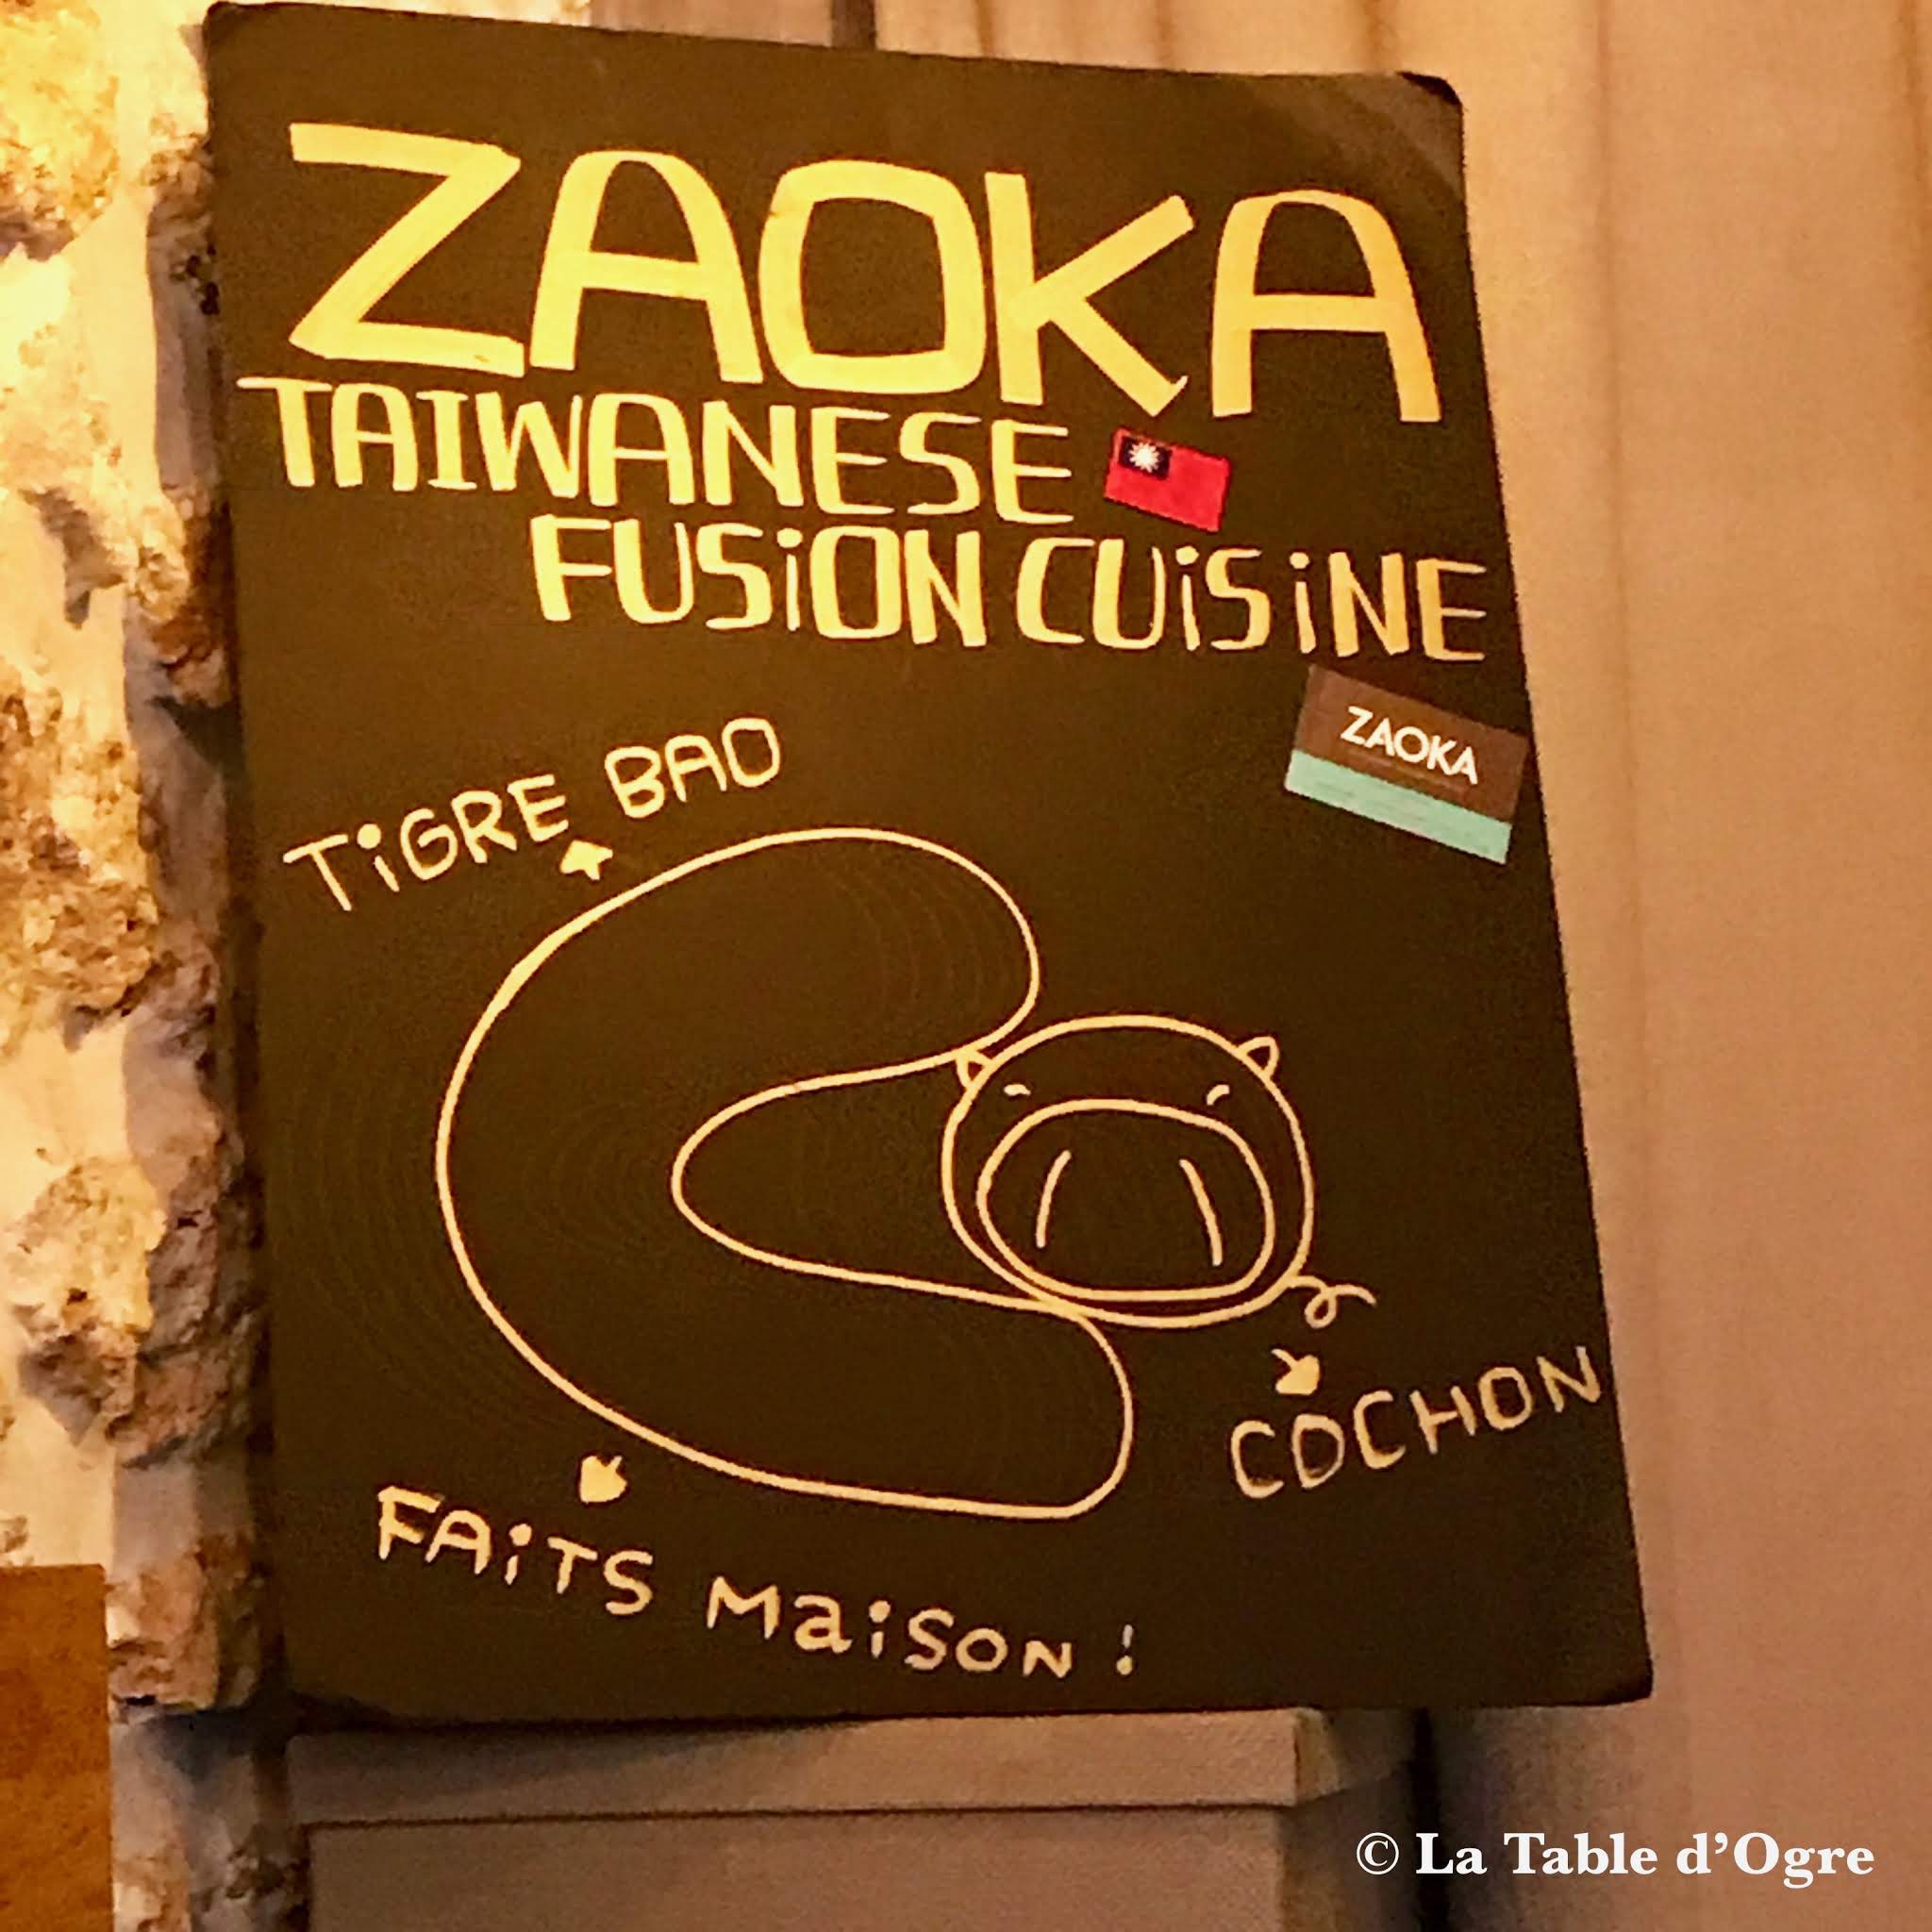 ZAOKA
TAIWANESE
FUSiON CUiSiNE
ZAOKA
TiGRE BAO
COCHON
FAiTS MaiSON !
© La Table d'Ogre